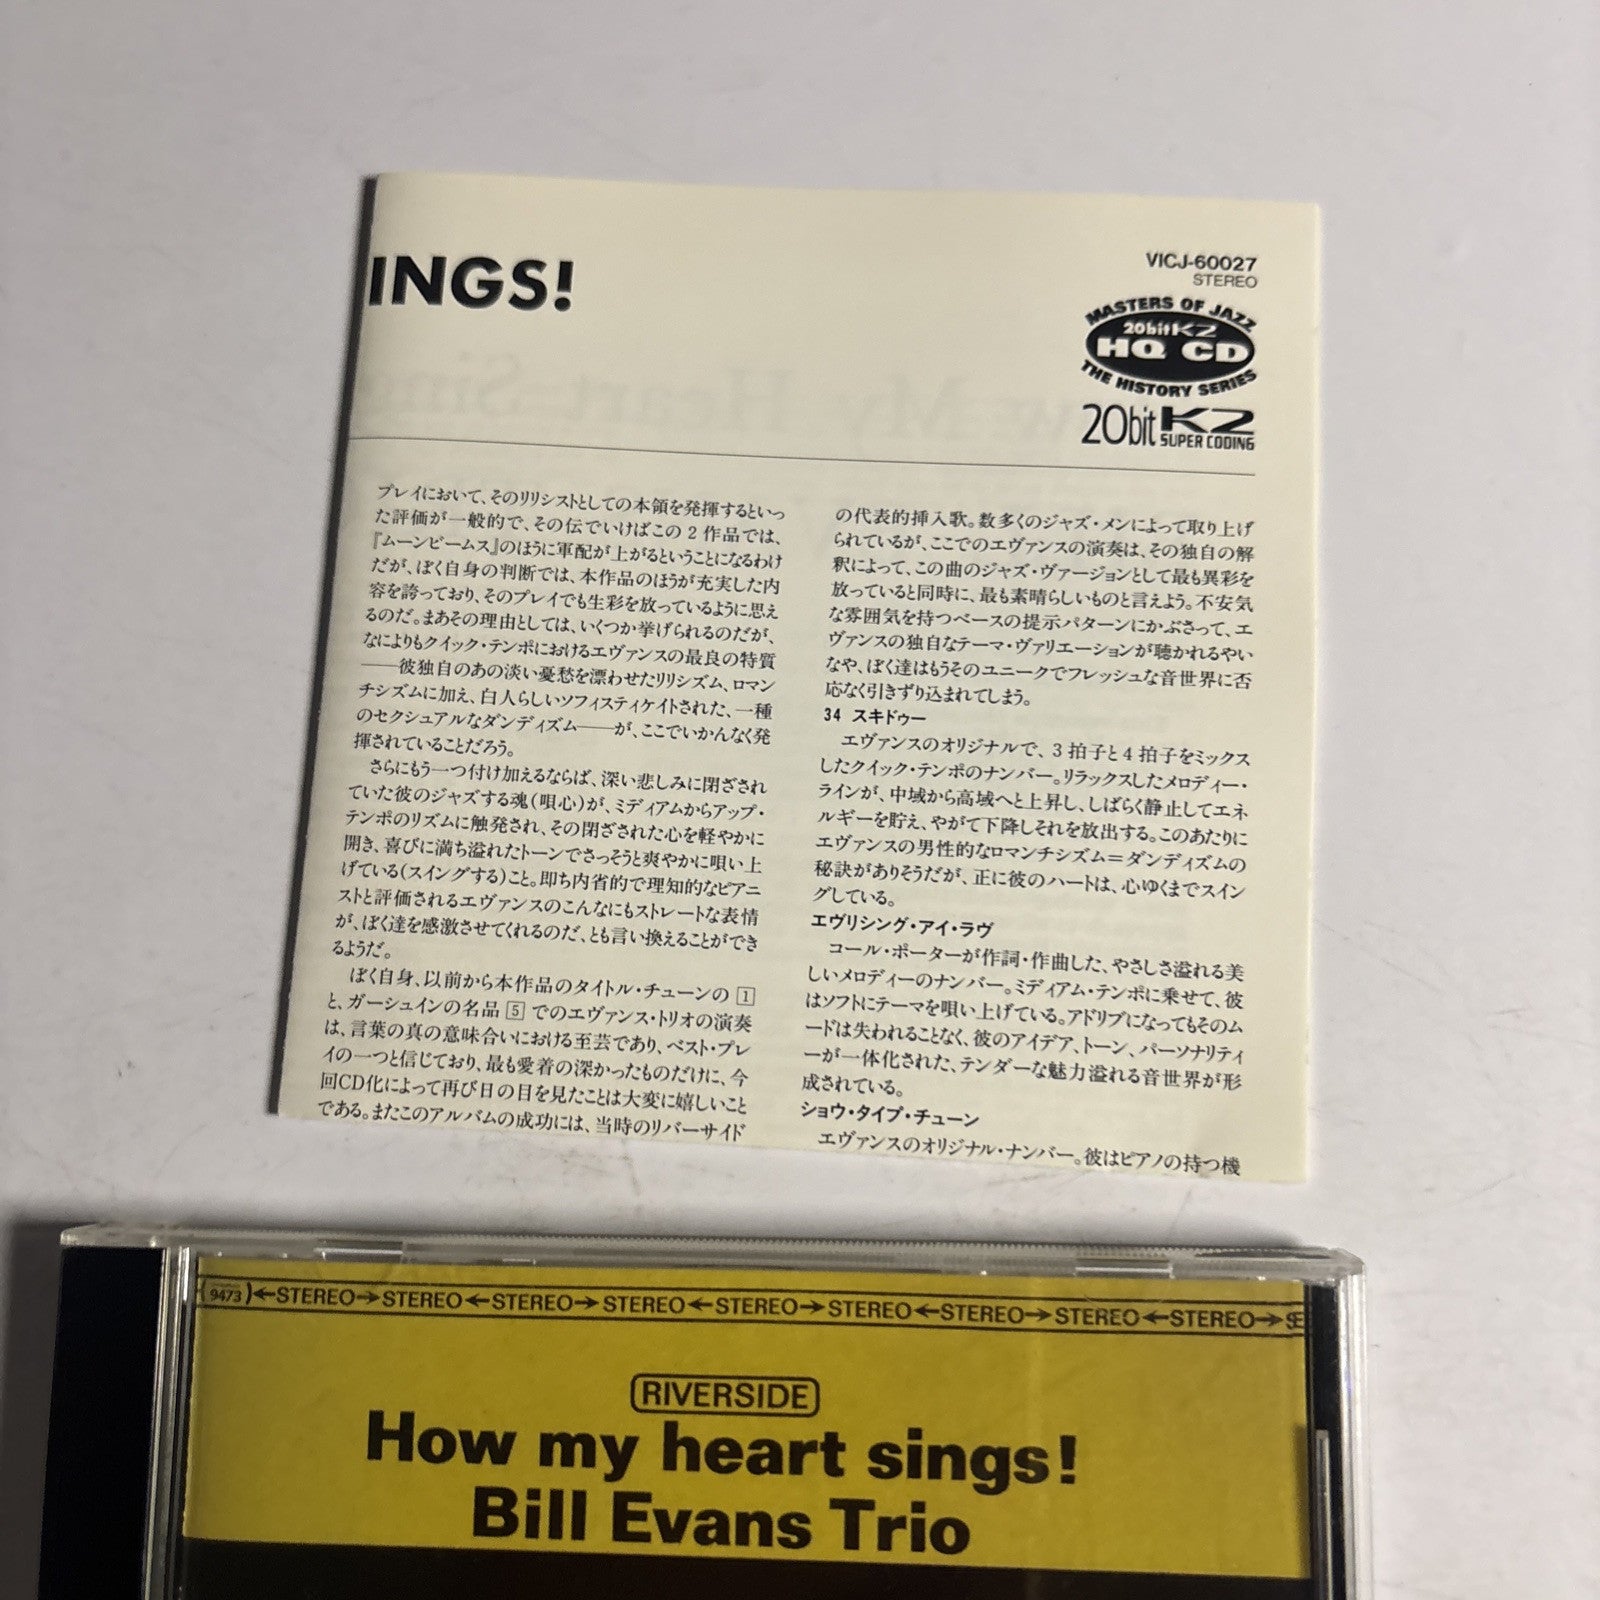 INGS!
VICJ-60027
STEREO
MASTERS OF JAZZ
20bit K2
HQ CD
THE HISTORY SERIES
20bit K2
SUPER CODING
プレイにおいて、そのリリシストとしての本領を発揮するといっ
た評価が一般的で、その伝でいけばこの2作品では、
『ムーンビームス』のほうに軍配が上がるということになるわけ
だが、ぼく自身の判断では、本作品のほうが充実した内
容を誇っており、そのプレイでも生彩を放っているように思え
るのだ。まあその理由としては、いくつか挙げられるのだが、
なによりもクイック・テンポにおけるエヴァンスの最良の特質
――彼独自のあの淡い憂愁を漂わせたリリシズム、ロマン
チシズムに加え、白人らしいソフィスティケイトされた、一種
のセクシュアルなダンディズム――が、ここでいかんなく発
揮されていることだろう。
さらにもう一つ付け加えるならば、深い悲しみに閉ざされ
ていた彼のジャズする魂(唄心)が、ミディアムからアップ・
テンポのリズムに触発され、その閉ざされた心を軽やかに
開き、喜びに満ち溢れたトーンでさっそうと爽やかに唄い上
げている(スイングする)こと。即ち内省的で理知的なピアニ
ストと評価されるエヴァンスのこんなにもストレートな表情
が、ぼく達を感激させてくれるのだ、とも言い換えることができ
るようだ。
ぼく自身、以前から本作品のタイトル・チューンの 1
と、ガーシュインの名品 5 でのエヴァンス・トリオの演奏
は、言葉の真の意味合いにおける至芸であり、ベスト・プレ
イの一つと信じており、最も愛着の深かったものだけに、今
回CD化によって再び日の目を見たことは大変に嬉しいこと
である。またこのアルバムの成功には、当時のリバーサイド
の代表的挿入歌。数多くのジャズ・メンによって取り上げ
られているが、ここでのエヴァンスの演奏は、その独自の解
釈によって、この曲のジャズ・ヴァージョンとして最も異彩を
放っていると同時に、最も素晴らしいものと言えよう。不安気
な雰囲気を持つベースの提示パターンにかぶさって、エ
ヴァンスの独自なテーマ・ヴァリエーションが聴かれるやい
なや、ぼく達はもうそのユニークでフレッシュな音世界に否
応なく引きずり込まれてしまう。
34 スキドゥー
エヴァンスのオリジナルで、3拍子と4拍子をミックス
したクイック・テンポのナンバー。リラックスしたメロディー・
ラインが、中域から高域へと上昇し、しばらく静止してエネ
ルギーを貯え、やがて下降しそれを放出する。このあたりに
エヴァンスの男性的なロマンチシズム＝ダンディズムの
秘訣がありそうだが、正に彼のハートは、心ゆくまでスイン
グしている。
エヴリシング・アイ・ラヴ
コール・ポーターが作詞・作曲した、やさしさ溢れる美
しいメロディーのナンバー。ミディアム・テンポに乗せて、彼
はソフトにテーマを唄い上げている。アドリブになってもそのム
ードは失われることなく、彼のアイデア、トーン、パーソナリティ
ーが一体化された、テンダーな魅力溢れる音世界が形
成されている。
ショウ・タイプ・チューン
エヴァンスのオリジナル・ナンバー。彼はピアノの持つ機
9473 ←STEREO→STEREO←STEREO→STEREO←STEREO→STEREO←STEREO→STEREO←STEREO→
RIVERSIDE
How my heart sings!
Bill Evans Trio